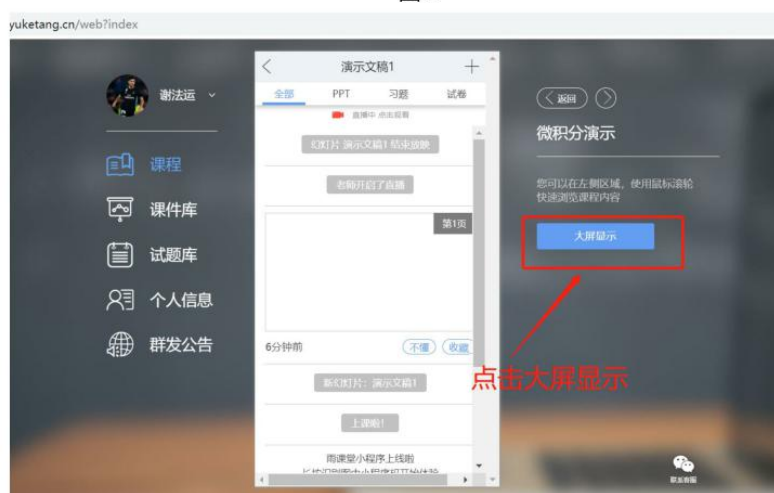 yuketang.cn/web?index
谢法运
课程
课件库
试题库
个人信息
群发公告
演示文稿1
全部 PPT 习题 试卷
直播中 点击观看
幻灯片 演示文稿1 结束放映
老师开启了直播
第1页
6分钟前 不懂 收藏
新幻灯片：演示文稿1
上课啦！
雨课堂小程序上线啦
返回
微积分演示
您可以在左侧区域，使用鼠标滚轮
快速浏览课程内容
大屏显示
点击大屏显示
联系客服